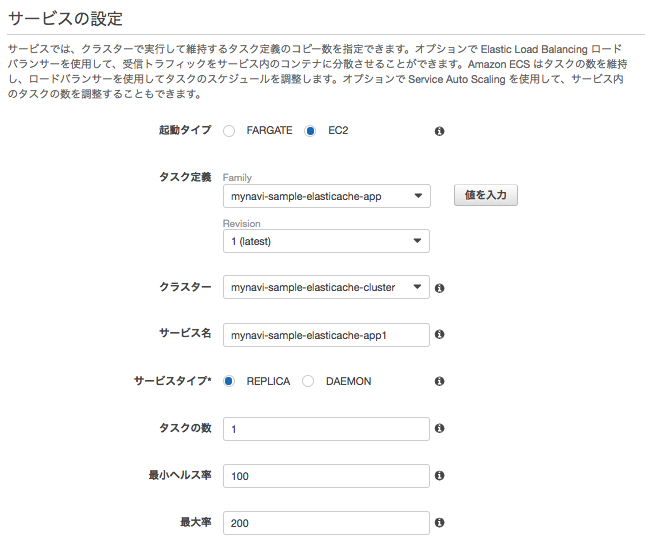 サービスの設定
サービスでは、クラスターで実行して維持するタスク定義のコピー数を指定できます。オプションで Elastic Load Balancing ロード
バランサーを使用して、受信トラフィックをサービス内のコンテナに分散させることができます。Amazon ECS はタスクの数を維持
し、ロードバランサーを使用してタスクのスケジュールを調整します。オプションで Service Auto Scaling を使用して、サービス内
のタスクの数を調整することもできます。
起動タイプ FARGATE EC2
タスク定義 Family
mynavi-sample-elasticache-app 値を入力
Revision
1 (latest)
クラスター mynavi-sample-elasticache-cluster
サービス名 mynavi-sample-elasticache-app1
サービスタイプ* REPLICA DAEMON
タスクの数 1
最小ヘルス率 100
最大率 200